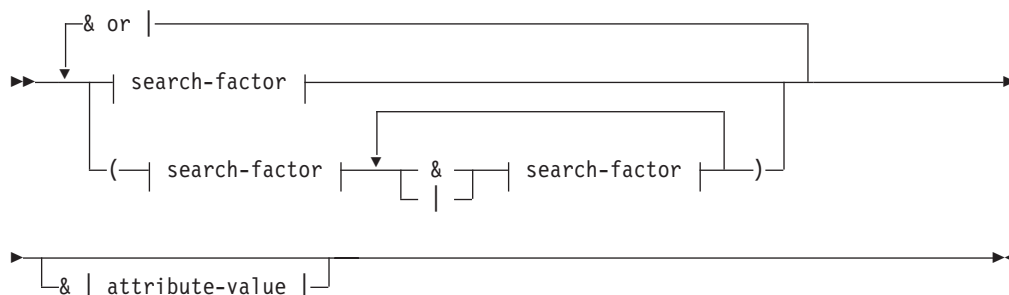 & or |
search-factor
( search-factor & search-factor )
|
& attribute-value